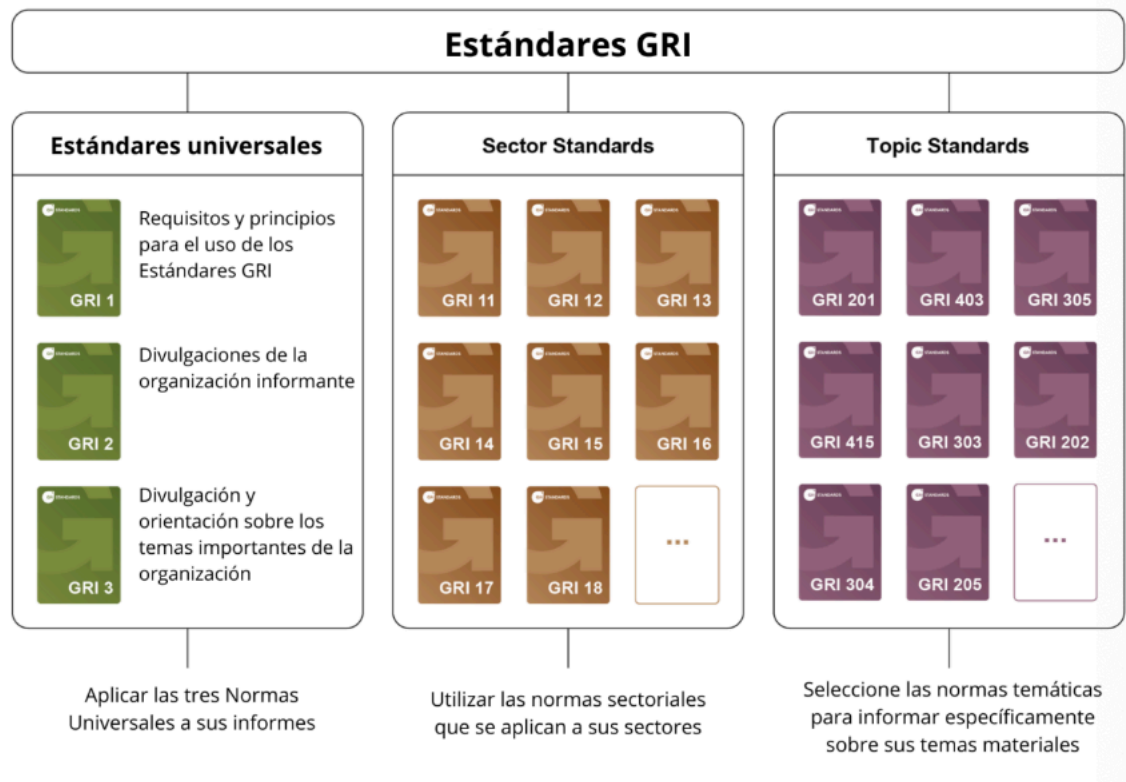 Estándares GRI
Estándares universales
GRI 1
Requisitos y principios
para el uso de los
Estándares GRI
GRI 2
Divulgaciones de la
organización informante
GRI 3
Divulgación y
orientación sobre los
temas importantes de la
organización
Aplicar las tres Normas
Universales a sus informes
Sector Standards
GRI 11 GRI 12 GRI 13
GRI 14 GRI 15 GRI 16
GRI 17 GRI 18 ...
Utilizar las normas sectoriales
que se aplican a sus sectores
Topic Standards
GRI 201 GRI 403 GRI 305
GRI 415 GRI 303 GRI 202
GRI 304 GRI 205 ...
Seleccione las normas temáticas
para informar específicamente
sobre sus temas materiales